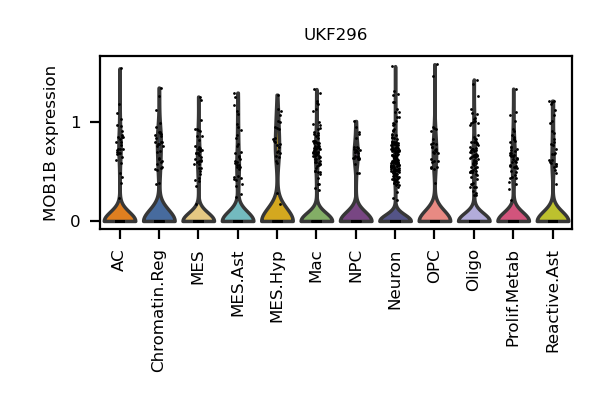 UKF296
MOB1B expression
1
0
AC
Chromatin.Reg
MES
MES.Ast
MES.Hyp
Mac
NPC
Neuron
OPC
Oligo
Prolif.Metab
Reactive.Ast